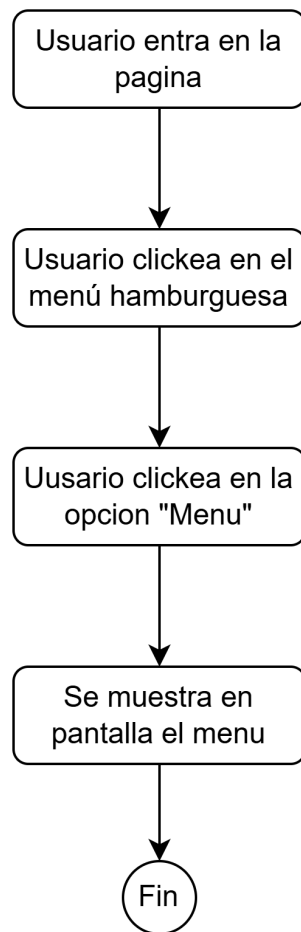 Usuario entra en la
pagina
Usuario clickea en el
menú hamburguesa
Uusario clickea en la
opcion "Menu"
Se muestra en
pantalla el menu
Fin